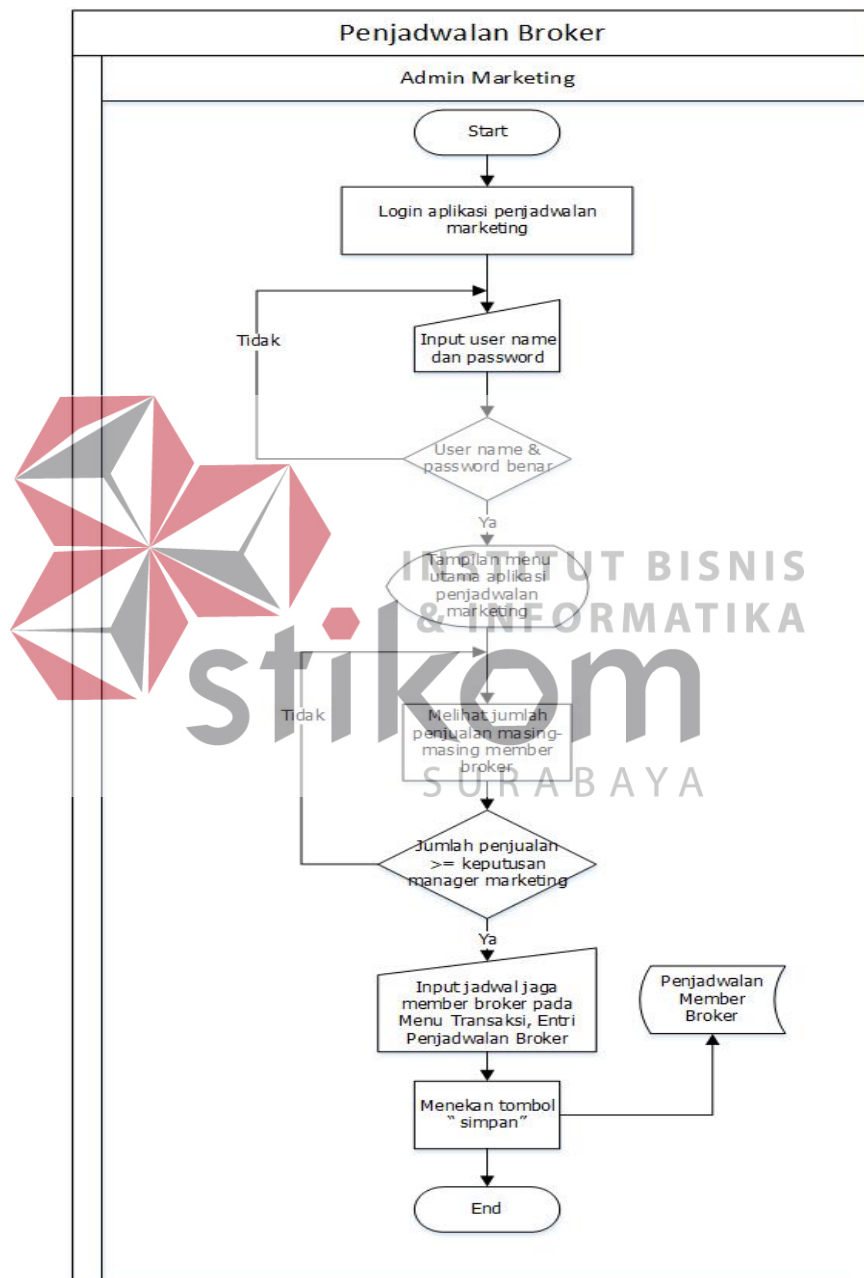 Penjadwalan Broker
Admin Marketing
Start
Login aplikasi penjadwalan
marketing
Input user name
dan password
Tidak
User name &
password benar
Ya
Tampilan menu
utama aplikasi
penjadwalan
marketing
INSTITUT BISNIS
& INFORMATIKA
stikom
SURABAYA
Melihat jumlah
penjualan masing-
masing member
broker
Tidak
Jumlah penjualan
>= keputusan
manager marketing
Ya
Input jadwal jaga
member broker pada
Menu Transaksi, Entri
Penjadwalan Broker
Penjadwalan
Member
Broker
Menekan tombol
“ simpan”
End